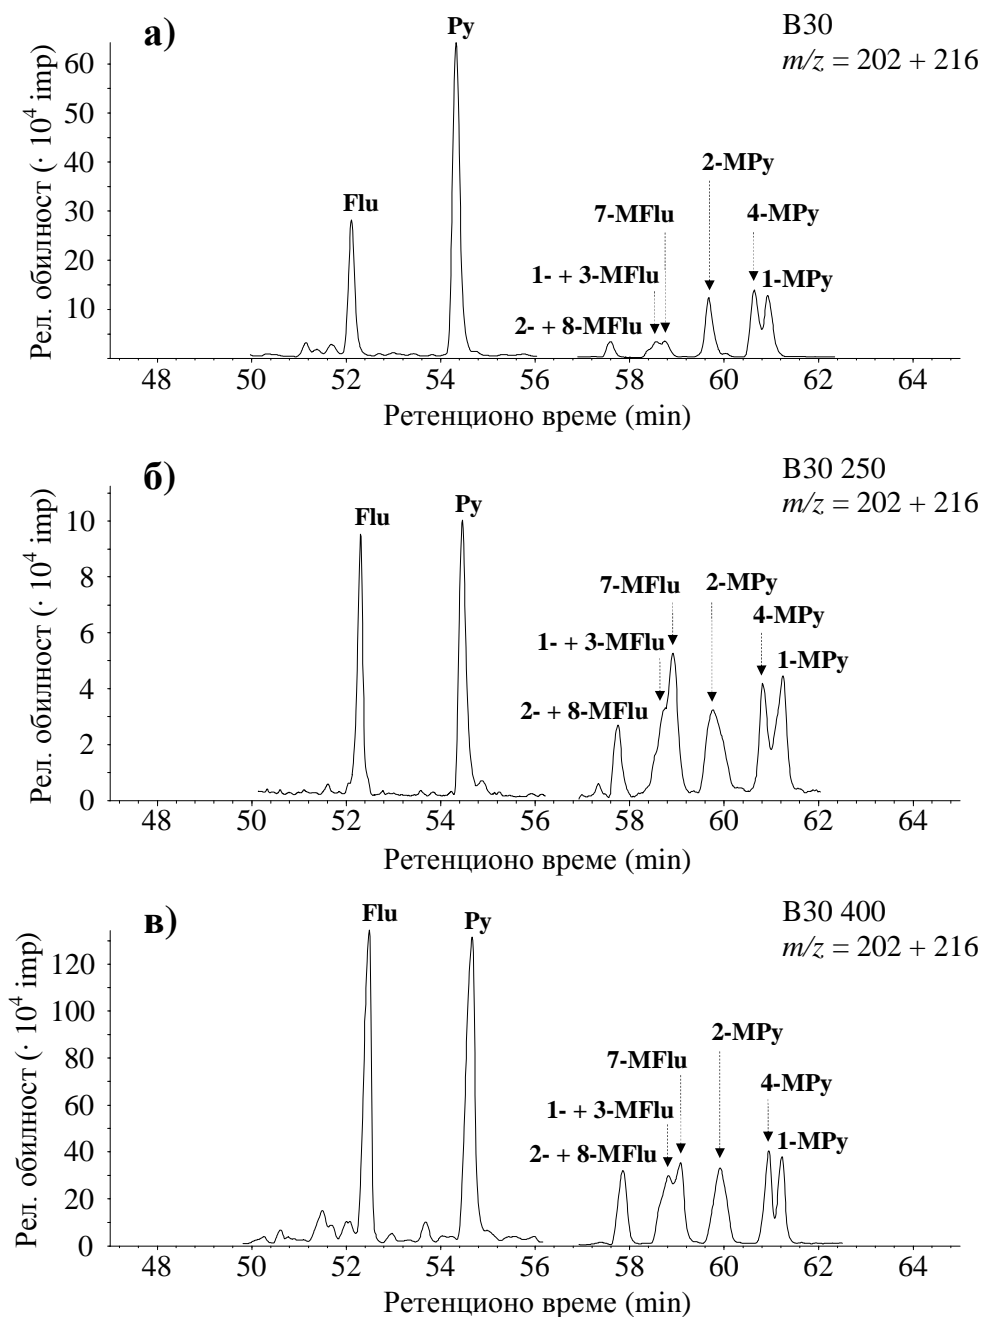 а)
B30
m/z = 202 + 216
Рел. обилност (· 10⁴ imp)
60
50
40
30
20
10
Flu
Py
2- + 8-MFlu
1- + 3-MFlu
7-MFlu
2-MPy
4-MPy
1-MPy
48 50 52 54 56 58 60 62 64
Ретенционо време (min)
б)
B30 250
m/z = 202 + 216
Рел. обилност (· 10⁴ imp)
10
8
6
4
2
0
Flu
Py
2- + 8-MFlu
1- + 3-MFlu
7-MFlu
2-MPy
4-MPy
1-MPy
48 50 52 54 56 58 60 62 64
Ретенционо време (min)
в)
B30 400
m/z = 202 + 216
Рел. обилност (· 10⁴ imp)
120
100
80
60
40
20
0
Flu
Py
2- + 8-MFlu
1- + 3-MFlu
7-MFlu
2-MPy
4-MPy
1-MPy
48 50 52 54 56 58 60 62 64
Ретенционо време (min)